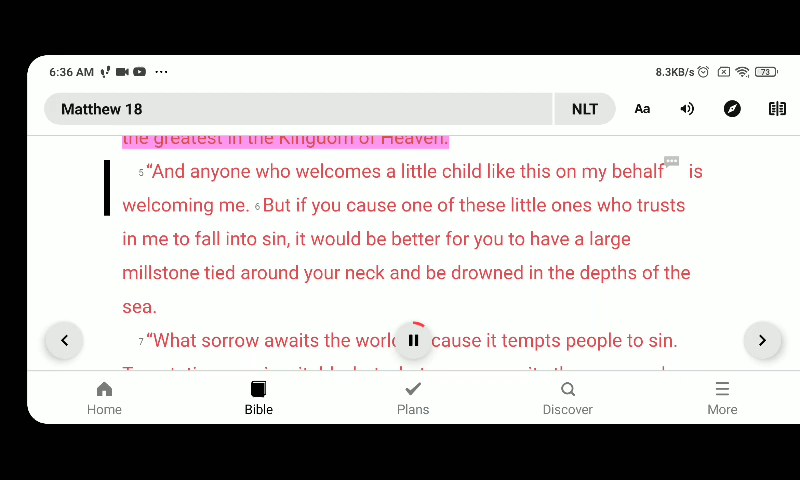 6:36 AM
8.3KB/s
73
Matthew 18
NLT
Aa
the greatest in the Kingdom of Heaven.
5 “And anyone who welcomes a little child like this on my behalf is
welcoming me. 6 But if you cause one of these little ones who trusts
in me to fall into sin, it would be better for you to have a large
millstone tied around your neck and be drowned in the depths of the
sea.
7 “What sorrow awaits the world cause it tempts people to sin.
Home
Bible
Plans
Discover
More